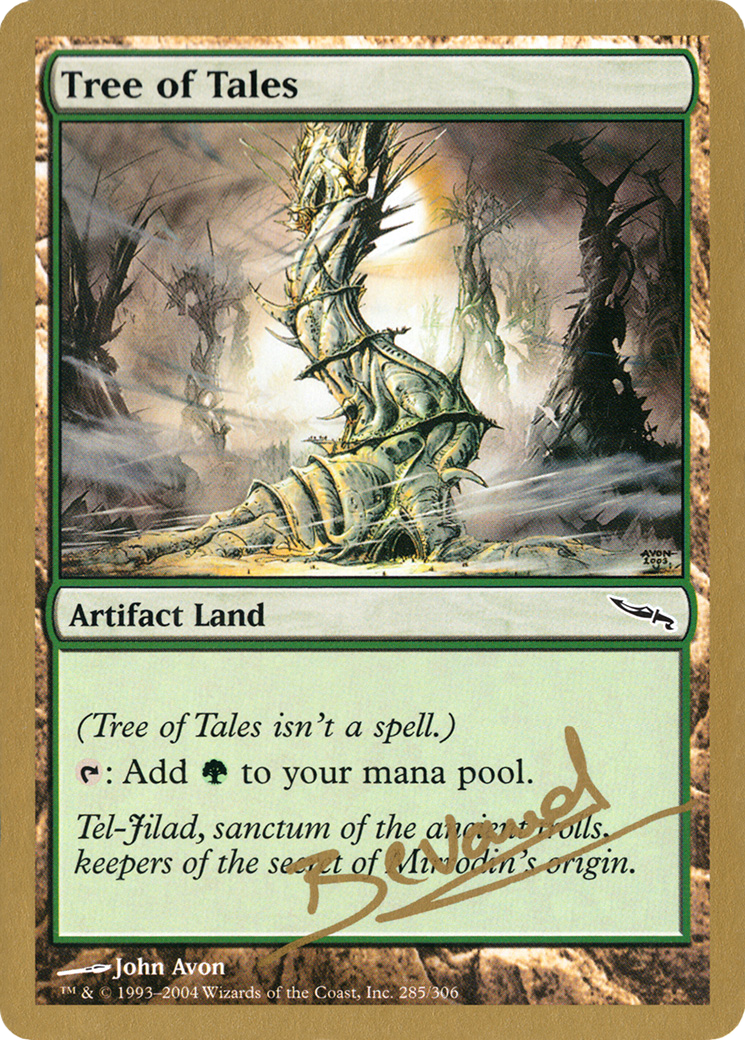 Tree of Tales
AVON
2003
Artifact Land
(Tree of Tales isn't a spell.)
: Add to your mana pool.
Tel-Jilad, sanctum of the ancient trolls,
keepers of the secret of Mirrodin's origin.
Bevand
John Avon
™ & © 1993–2004 Wizards of the Coast, Inc. 285/306